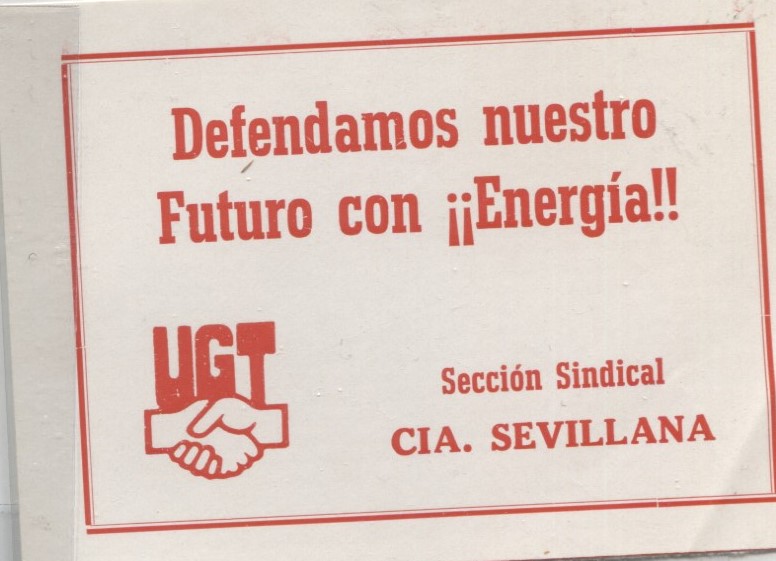 Defendamos nuestro
Futuro con ¡¡Energía!!
UGT
Sección Sindical
CIA. SEVILLANA